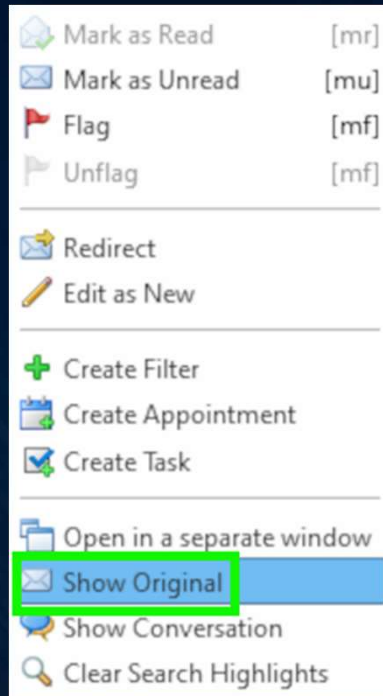 Mark as Read [mr]
Mark as Unread [mu]
Flag [mf]
Unflag [mf]
Redirect
Edit as New
Create Filter
Create Appointment
Create Task
Open in a separate window
Show Original
Show Conversation
Clear Search Highlights